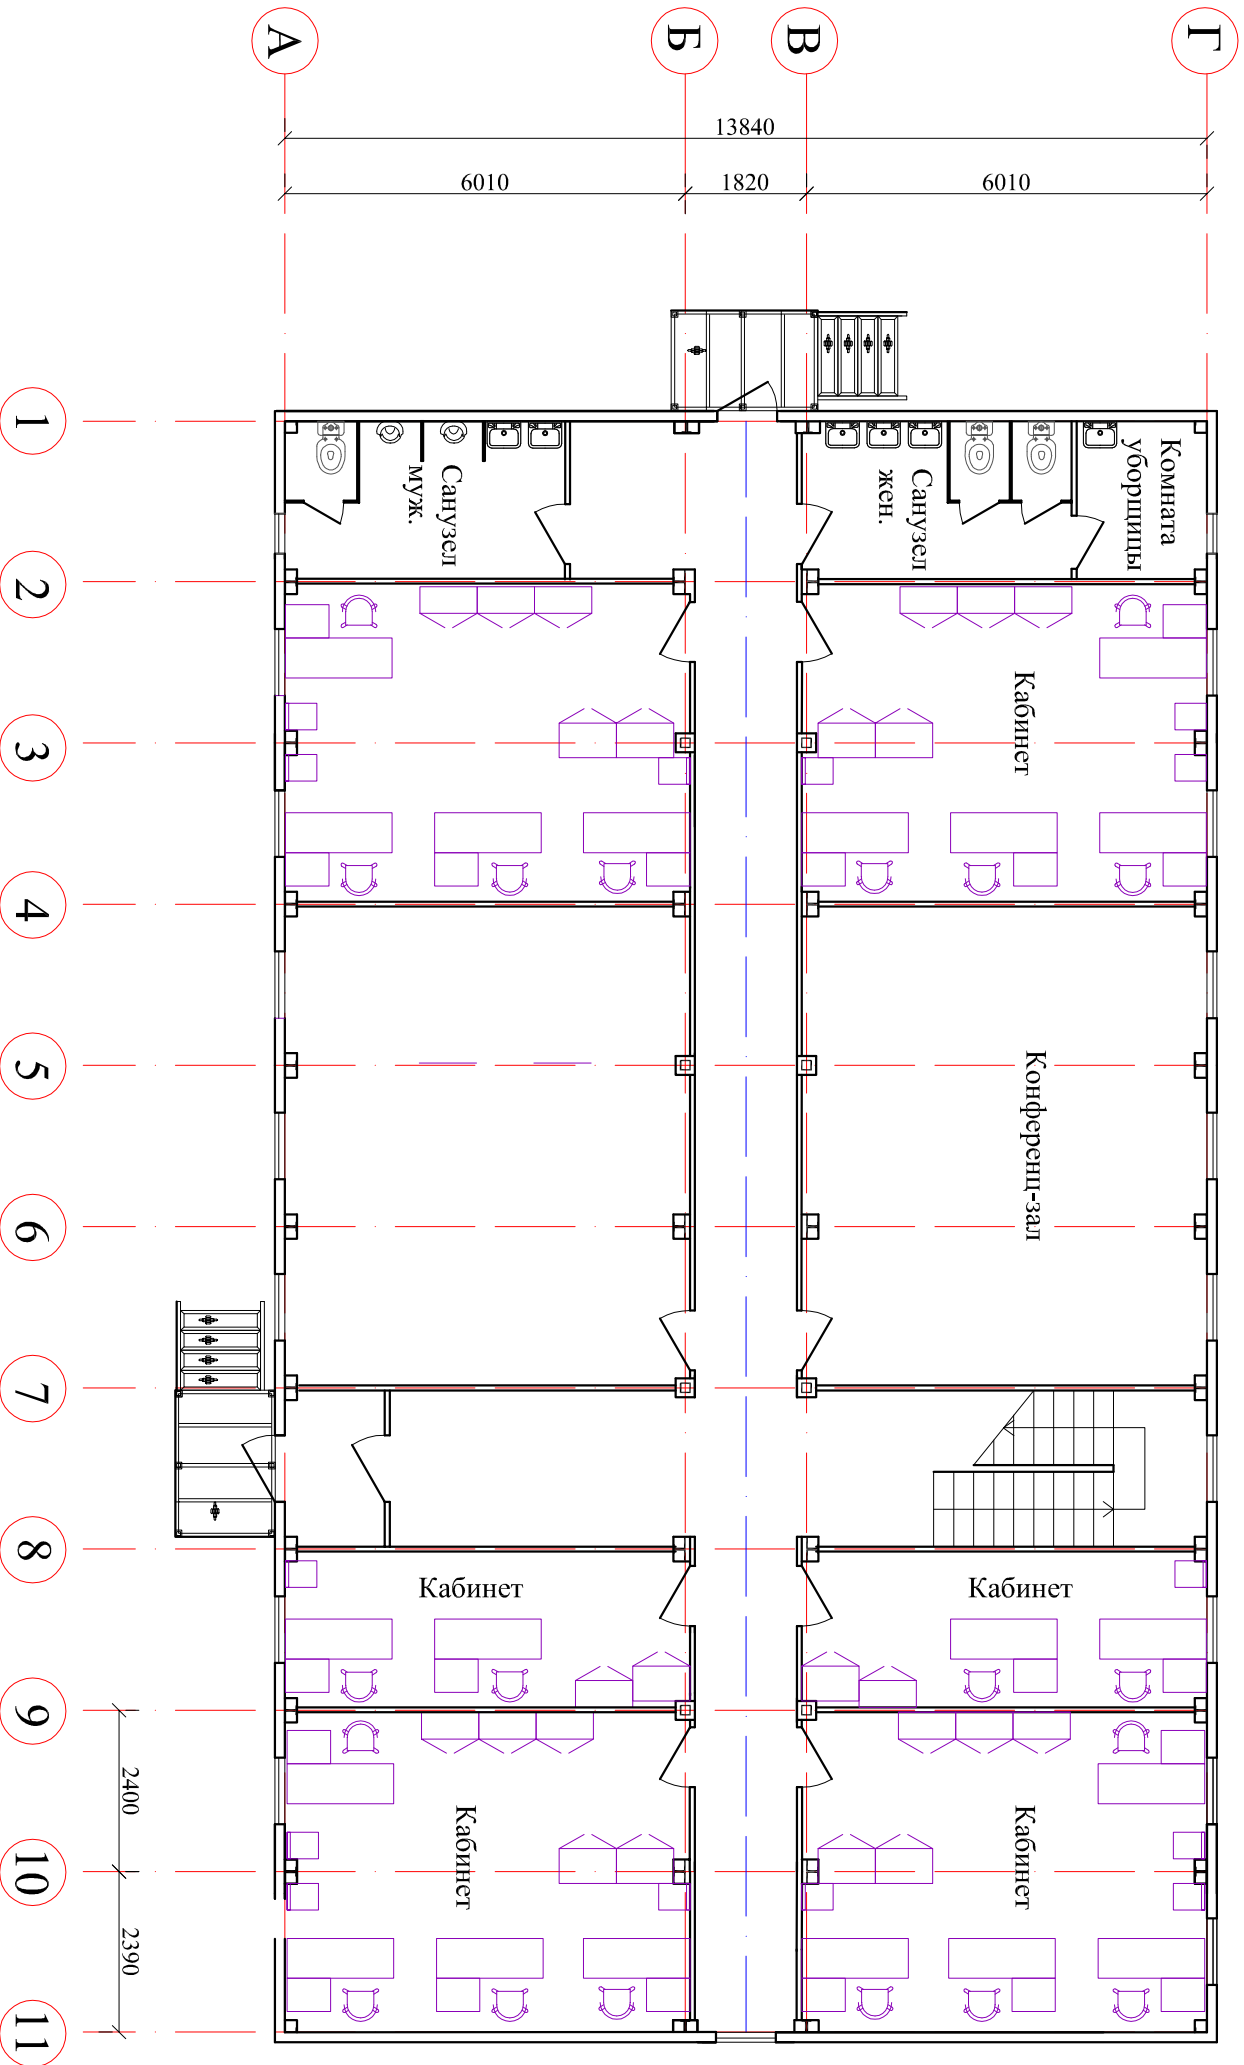 А
Б
В
Г
13840
6010
1820
6010
1
2
3
4
5
6
7
8
9
10
11
Санузел
муж.
Санузел
жен.
Комната
уборщицы
Кабинет
Конференц-зал
Кабинет
Кабинет
Кабинет
Кабинет
2400
2390